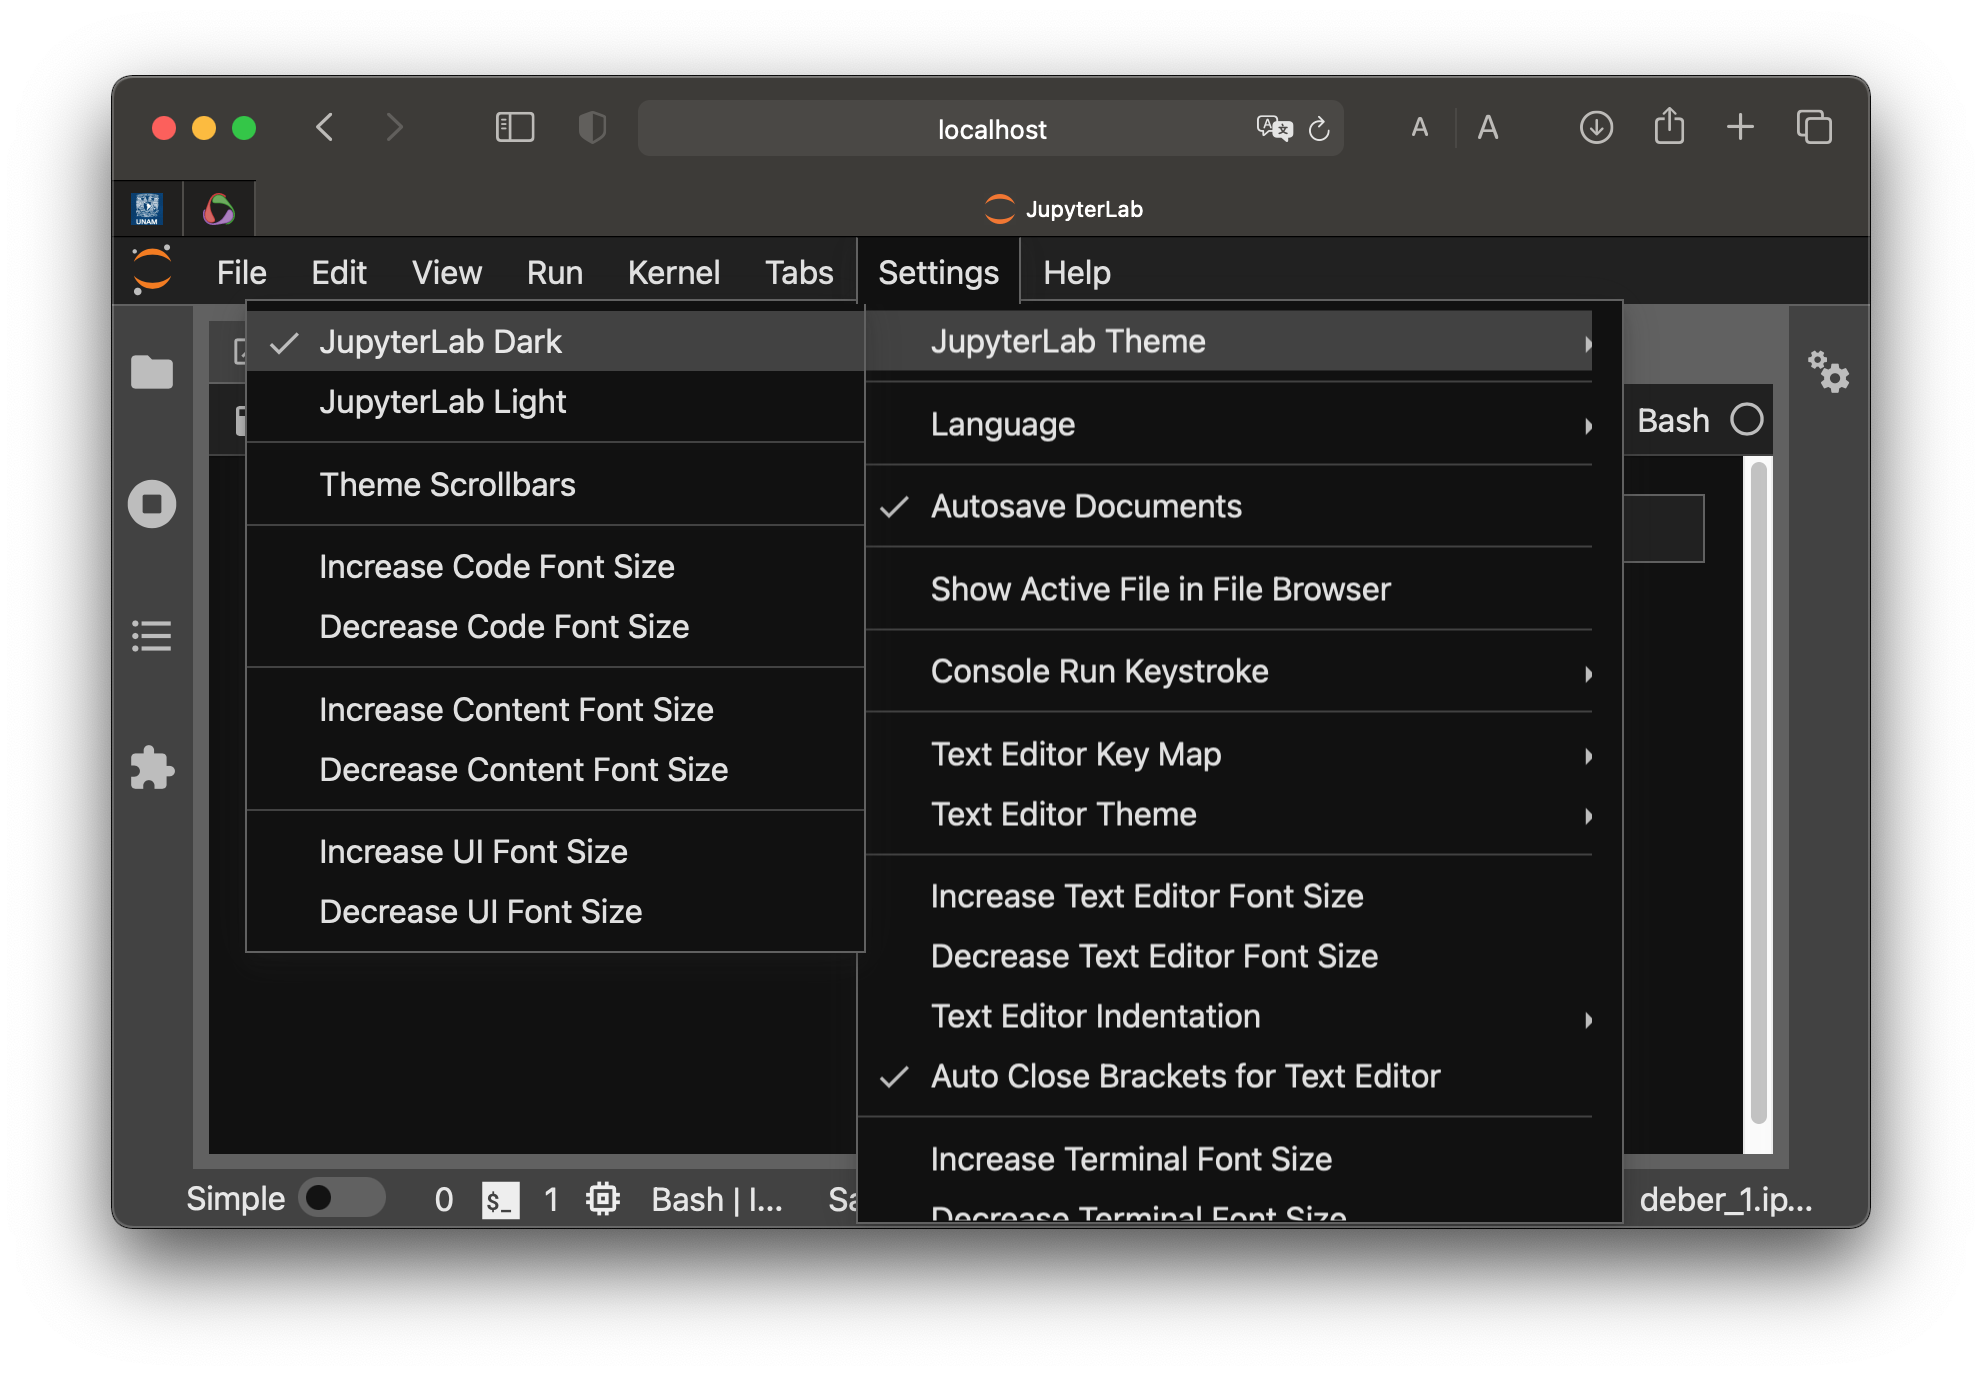 localhost
A A
UNAM
JupyterLab
File Edit View Run Kernel Tabs Settings Help
JupyterLab Dark
JupyterLab Light
Theme Scrollbars
Increase Code Font Size
Decrease Code Font Size
Increase Content Font Size
Decrease Content Font Size
Increase UI Font Size
Decrease UI Font Size
JupyterLab Theme
Language
Autosave Documents
Show Active File in File Browser
Console Run Keystroke
Text Editor Key Map
Text Editor Theme
Increase Text Editor Font Size
Decrease Text Editor Font Size
Text Editor Indentation
Auto Close Brackets for Text Editor
Increase Terminal Font Size
Decrease Terminal Font Size
Bash
Simple 0 $_ 1 Bash | I... Sa deber_1.ip...